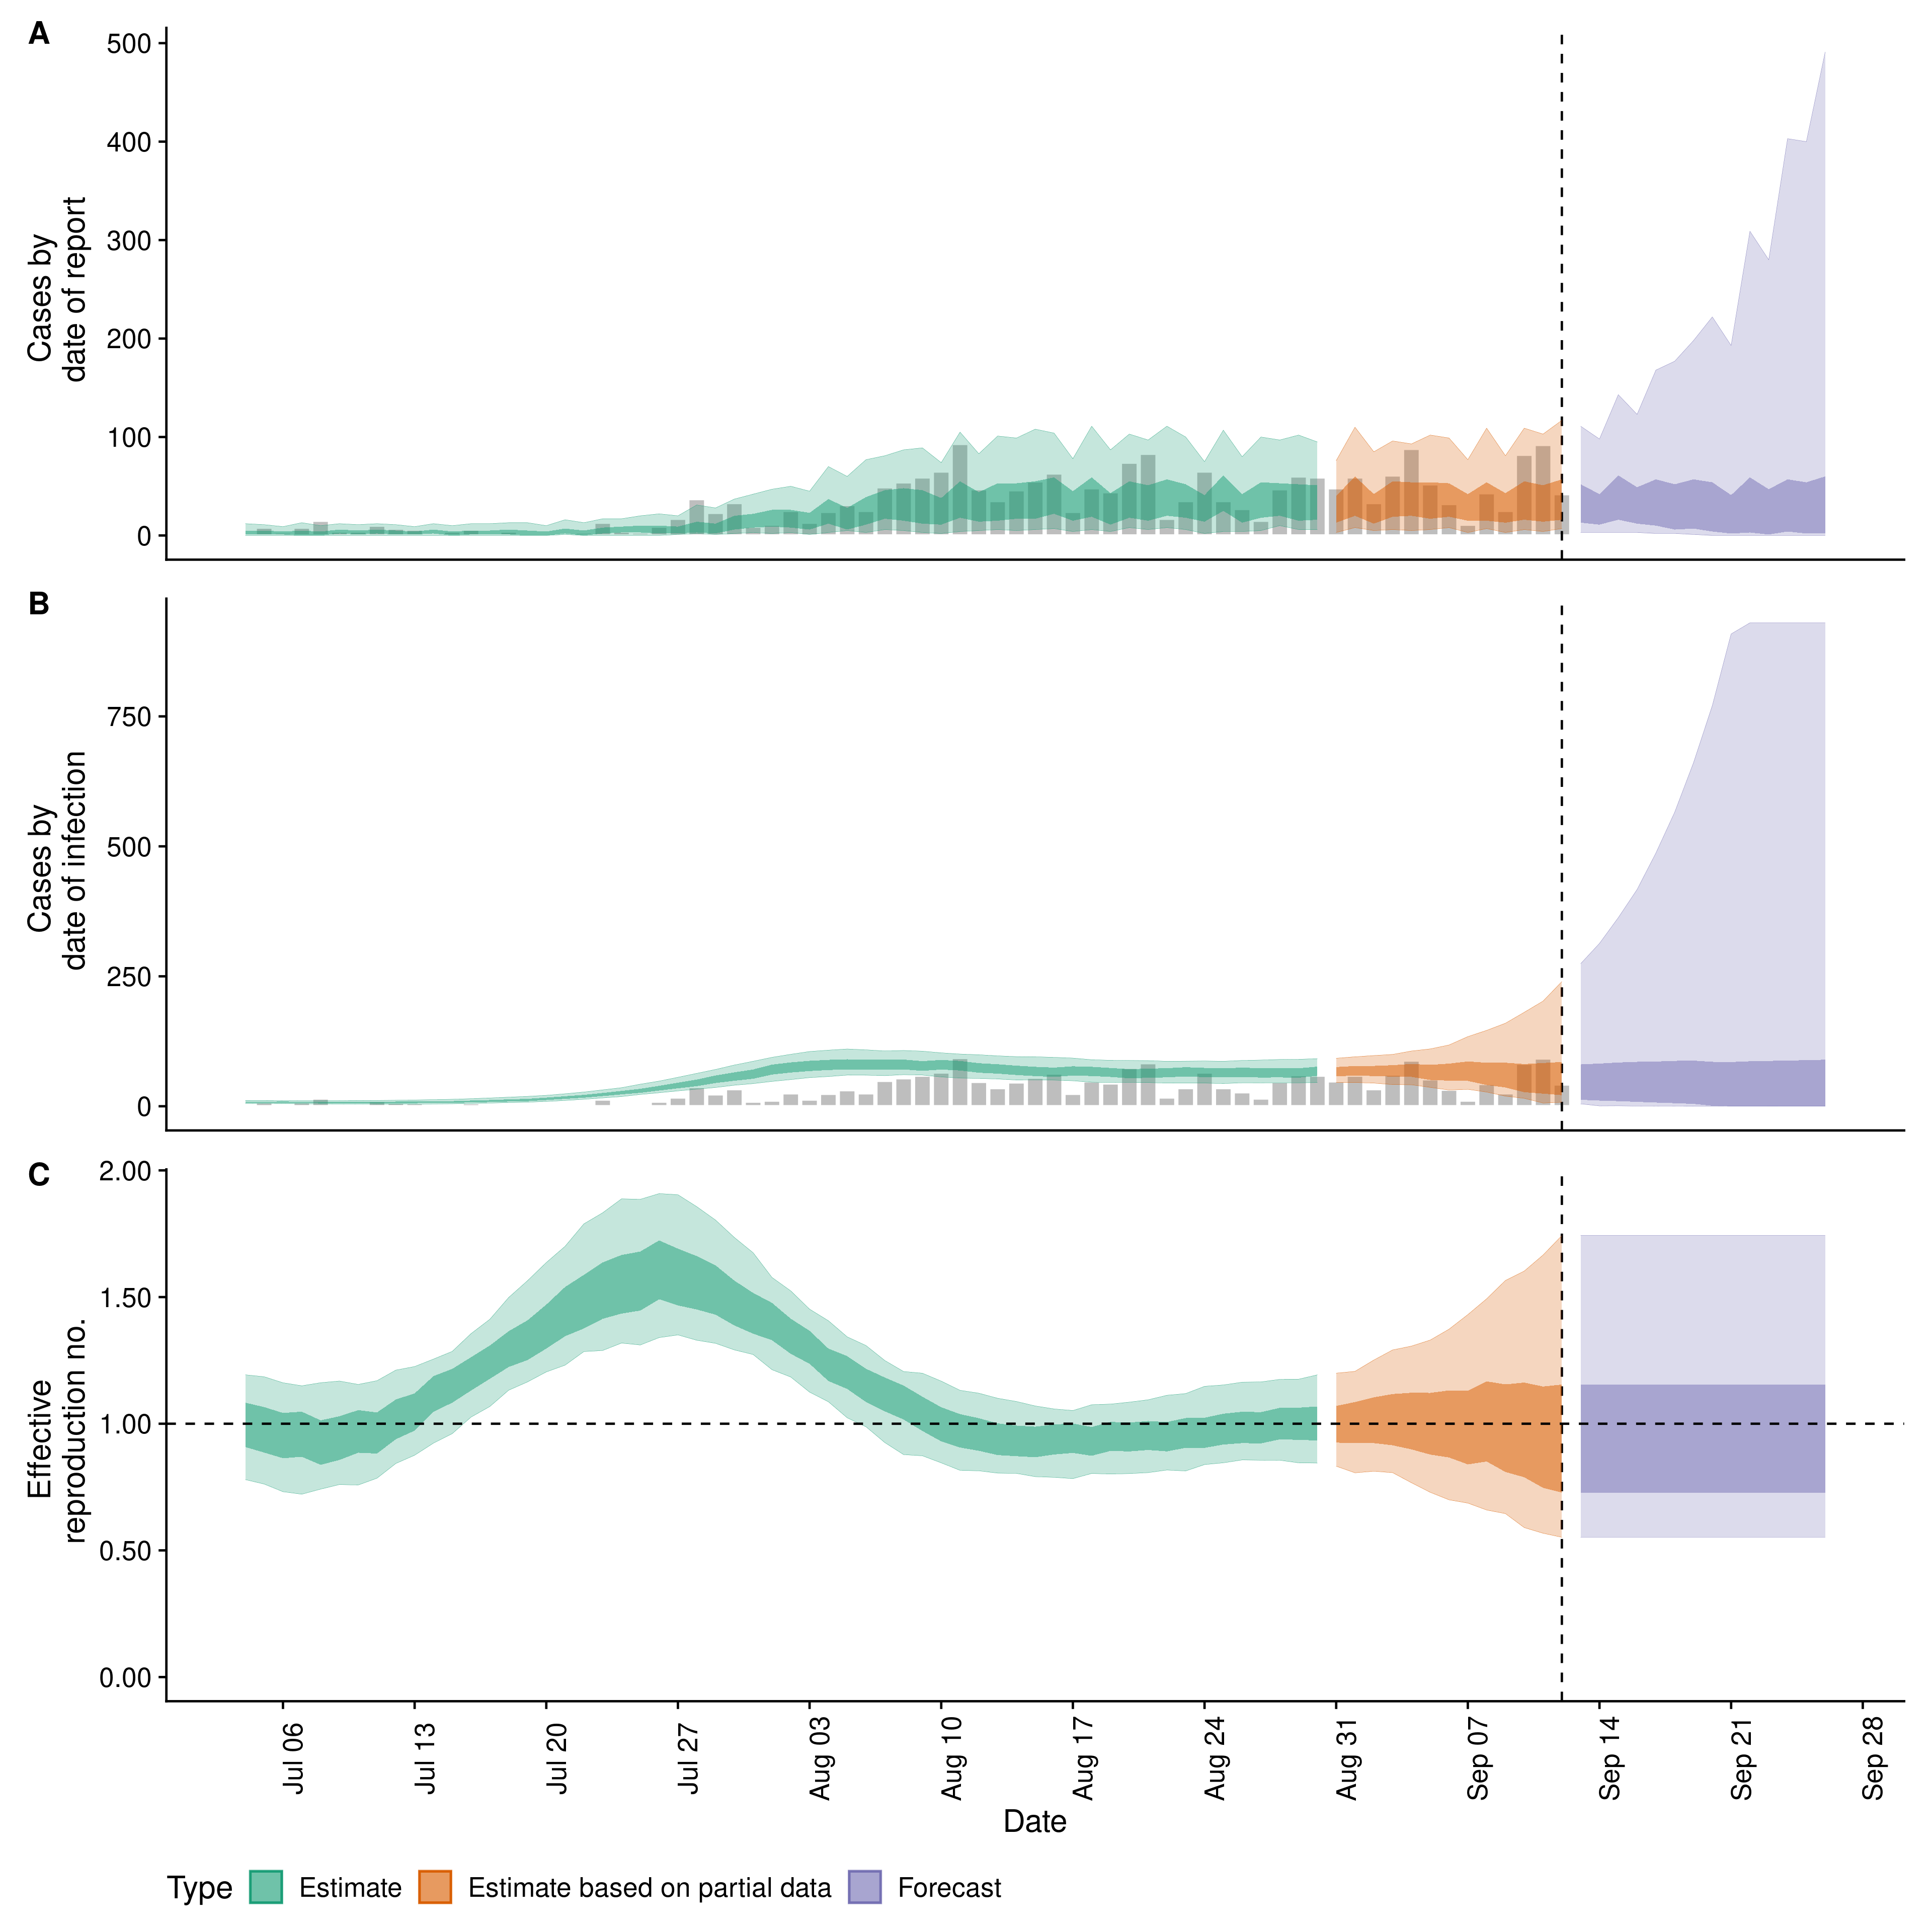 A
500
400
300
200
100
0
Cases by
date of report
B
750
500
250
0
Cases by
date of infection
C
2.00
1.50
1.00
0.50
0.00
Effective
reproduction no.
Jul 06
Jul 13
Jul 20
Jul 27
Aug 03
Aug 10
Aug 17
Aug 24
Aug 31
Sep 07
Sep 14
Sep 21
Sep 28
Date
Type Estimate Estimate based on partial data Forecast